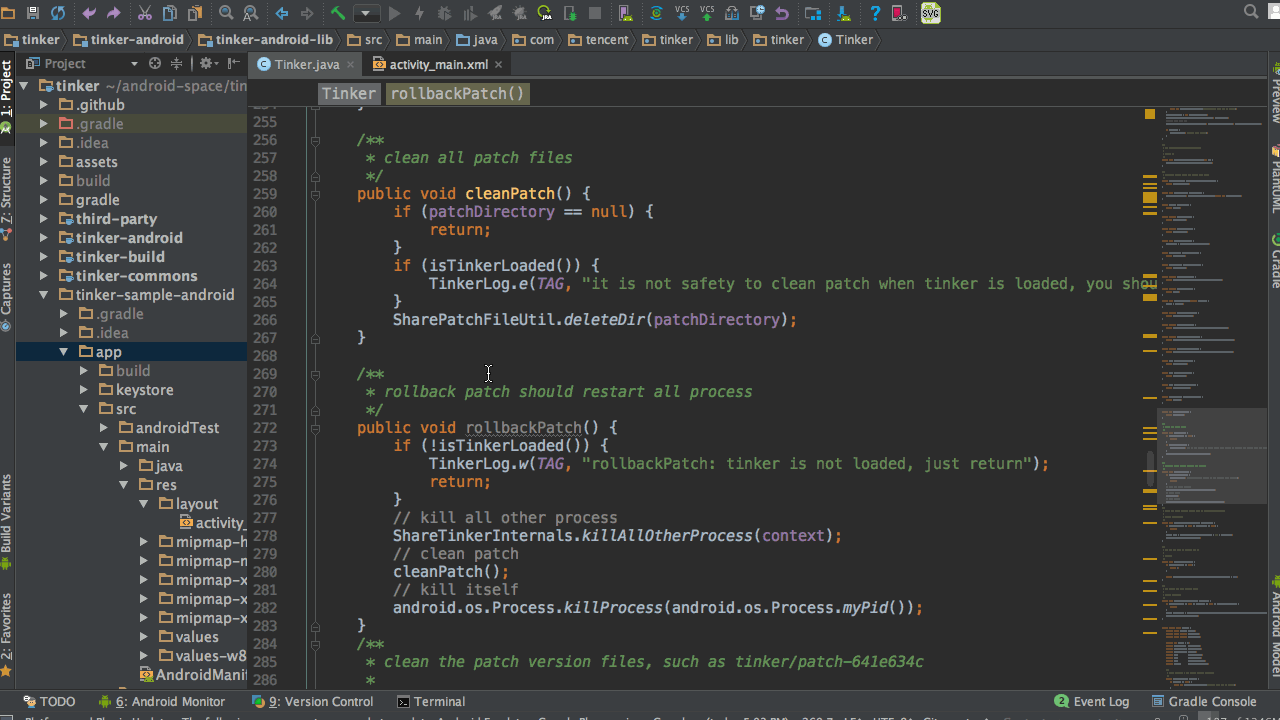 SVG
tinker tinker-android tinker-android-lib src main java com tencent tinker lib tinker Tinker
Project Tinker.java activity_main.xml
Tinker rollbackPatch()
1: Project
7: Structure
Captures
Build Variants
2: Favorites
tinker ~/android-space/tin
.github
.gradle
.idea
assets
build
gradle
third-party
tinker-android
tinker-build
tinker-commons
tinker-sample-android
.gradle
.idea
app
build
keystore
src
androidTest
main
java
res
layout
activity_
mipmap-h
mipmap-m
mipmap-x
mipmap-x
mipmap-x
values
values-w8
AndroidManif
255
256 /**
257 * clean all patch files
258 */
259 public void cleanPatch() {
260 if (patchDirectory == null) {
261 return;
262 }
263 if (isTinkerLoaded()) {
264 TinkerLog.e(TAG, "it is not safety to clean patch when tinker is loaded, you shou
265 }
266 SharePatchFileUtil.deleteDir(patchDirectory);
267 }
268
269 /**
270 * rollback patch should restart all process
271 */
272 public void rollbackPatch() {
273 if (!isTinkerLoaded()) {
274 TinkerLog.w(TAG, "rollbackPatch: tinker is not loaded, just return");
275 return;
276 }
277 // kill all other process
278 ShareTinkerInternals.killAllOtherProcess(context);
279 // clean patch
280 cleanPatch();
281 // kill itself
282 android.os.Process.killProcess(android.os.Process.myPid());
283 }
284 /**
285 * clean the patch version files, such as tinker/patch-641e634c
286 *
Preview
PlantUML
Gradle
Android Model
TODO 6: Android Monitor 9: Version Control Terminal 2 Event Log Gradle Console